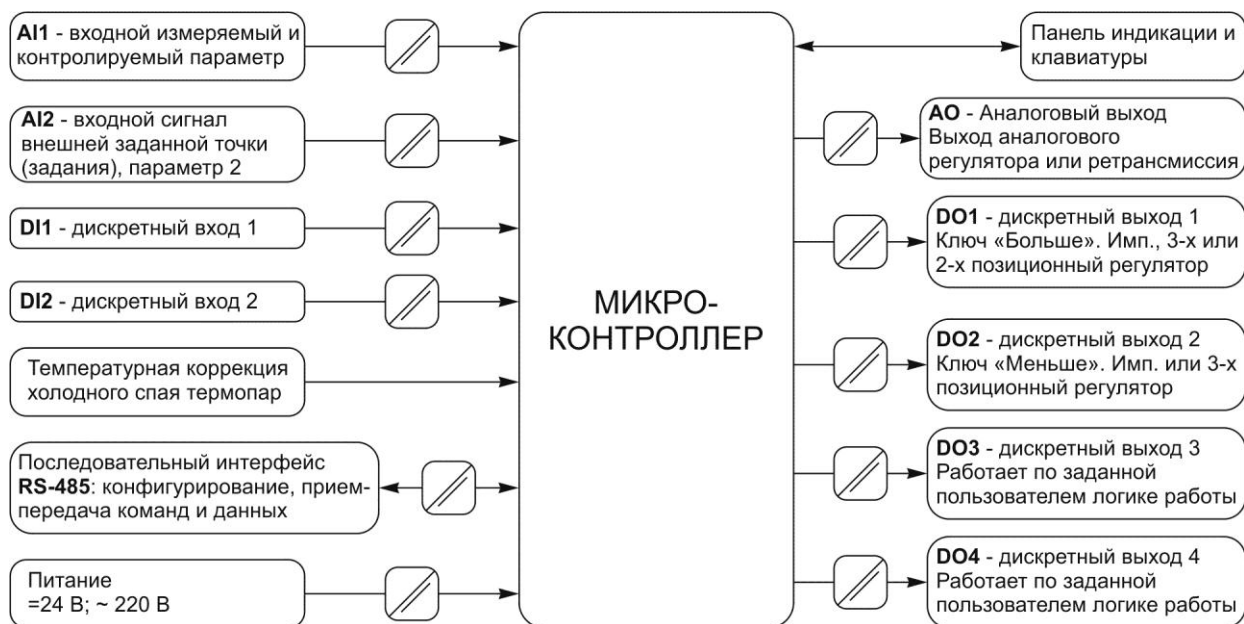 AI1 - входной измеряемый и
контролируемый параметр
AI2 - входной сигнал
внешней заданной точки
(задания), параметр 2
DI1 - дискретный вход 1
DI2 - дискретный вход 2
Температурная коррекция
холодного спая термопар
Последовательный интерфейс
RS-485: конфигурирование, прием-
передача команд и данных
Питание
=24 В; ~ 220 В
МИКРО-
КОНТРОЛЛЕР
Панель индикации и
клавиатуры
AO - Аналоговый выход
Выход аналогового
регулятора или ретрансмиссия
DO1 - дискретный выход 1
Ключ «Больше». Имп., 3-х или
2-х позиционный регулятор
DO2 - дискретный выход 2
Ключ «Меньше». Имп. или 3-х
позиционный регулятор
DO3 - дискретный выход 3
Работает по заданной
пользователем логике работы
DO4 - дискретный выход 4
Работает по заданной
пользователем логике работы